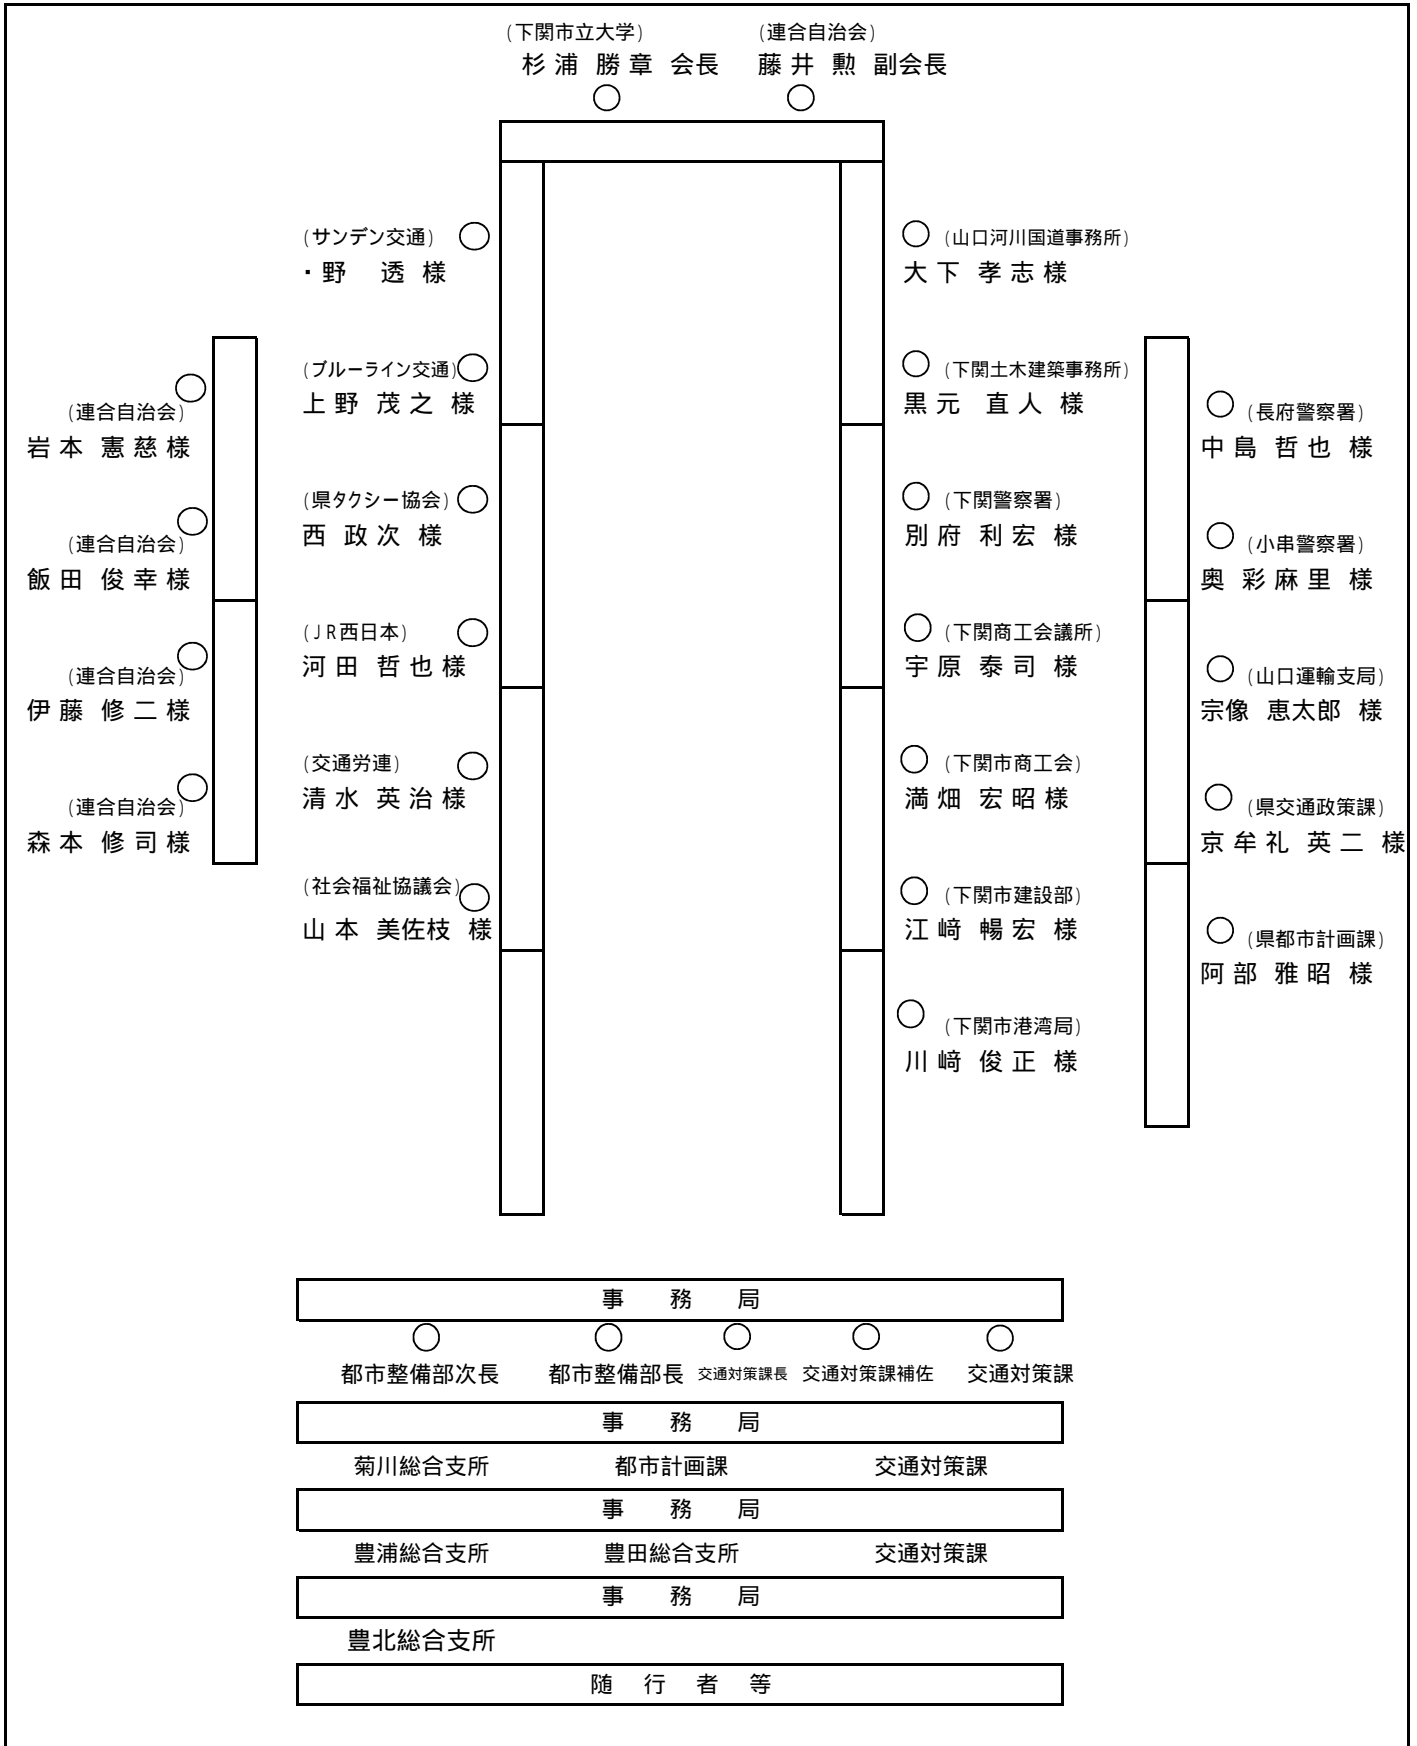 (下関市立大学)
杉浦 勝章 会長
(連合自治会)
藤井 勲 副会長
(サンデン交通)
・野 透 様
(ブルーライン交通)
上野 茂之 様
(県タクシー協会)
西 政次 様
(JR西日本)
河田 哲也様
(交通労連)
清水 英治様
(社会福祉協議会)
山本 美佐枝 様
(山口河川国道事務所)
大下 孝志様
(下関土木建築事務所)
黒元 直人 様
(下関警察署)
別府 利宏 様
(下関商工会議所)
宇原 泰司 様
(下関市商工会)
満畑 宏昭様
(下関市建設部)
江﨑 暢宏 様
(下関市港湾局)
川﨑 俊正 様
(連合自治会)
岩本 憲慈様
(連合自治会)
飯田 俊幸様
(連合自治会)
伊藤 修二様
(連合自治会)
森本 修司様
(長府警察署)
中島 哲也 様
(小串警察署)
奥 彩麻里 様
(山口運輸支局)
宗像 恵太郎 様
(県交通政策課)
京牟礼 英二 様
(県都市計画課)
阿部 雅昭 様
事 務 局
都市整備部次長 都市整備部長 交通対策課長 交通対策課補佐 交通対策課
事 務 局
菊川総合支所 都市計画課 交通対策課
事 務 局
豊浦総合支所 豊田総合支所 交通対策課
事 務 局
豊北総合支所
随 行 者 等